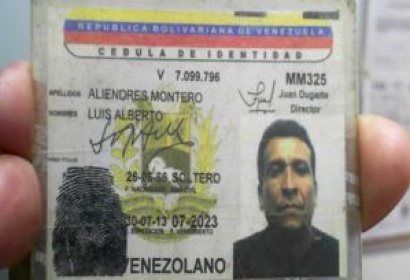 REPUBLICA BOLIVARIANA DE VENEZUELA
CEDULA DE IDENTIDAD
V 7.099.796 MM325
APELLIDOS ALIENDRES MONTERO Juan Dugarte
Director
NOMBRES LUIS ALBERTO
26-06-66 SOLTERO
30-07-13 07-2023
VENEZOLANO